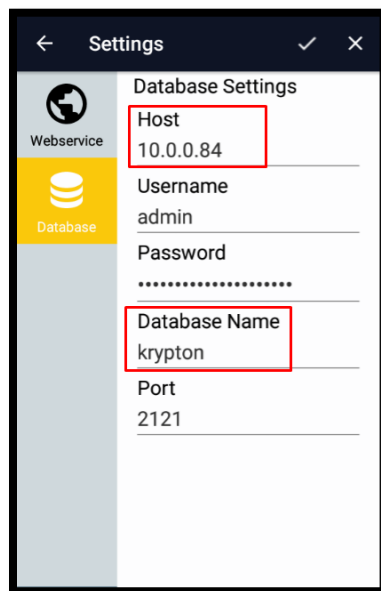 Settings
Webservice
Database
Database Settings
Host
10.0.0.84
Username
admin
Password
•••••••••••••••••••••
Database Name
krypton
Port
2121